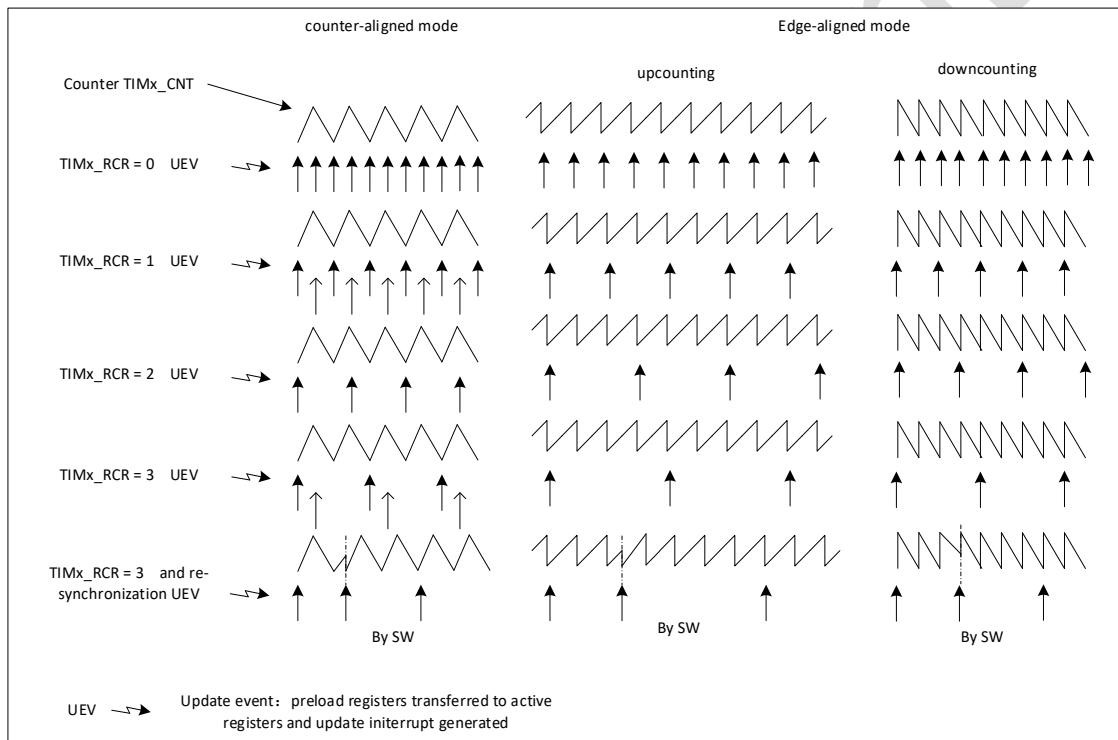 counter-aligned mode
Edge-aligned mode
upcounting
downcounting
Counter TIMx_CNT
TIMx_RCR = 0 UEV
TIMx_RCR = 1 UEV
TIMx_RCR = 2 UEV
TIMx_RCR = 3 UEV
TIMx_RCR = 3 and re-
synchronization UEV
By SW
By SW
By SW
UEV
Update event：preload registers transferred to active
registers and update initerrupt generated